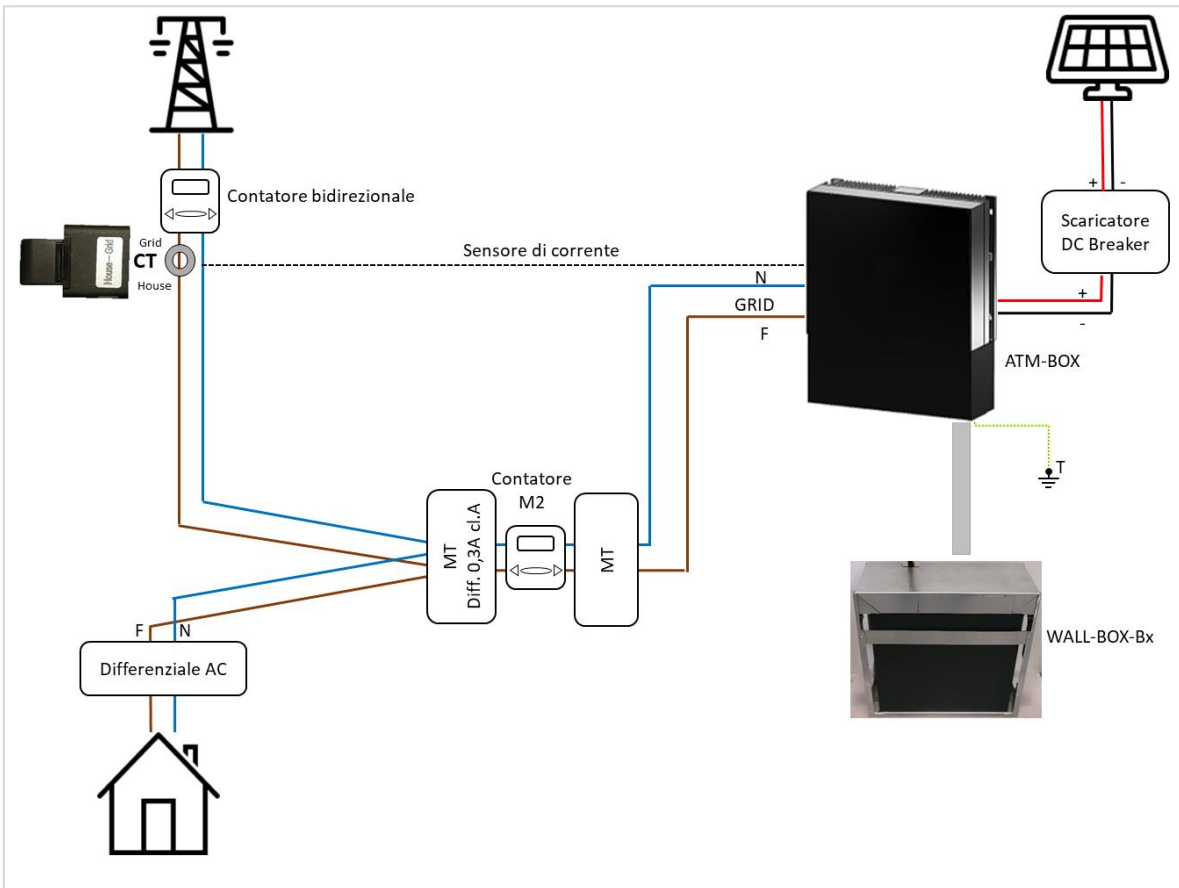 Contatore bidirezionale
Grid
CT
House
House—Grid
Sensore di corrente
N
GRID
F
+
-
Scaricatore
DC Breaker
+
-
ATM-BOX
T
Contatore
M2
MT
Diff. 0,3A cl.A
MT
WALL-BOX-Bx
F
N
Differenziale AC